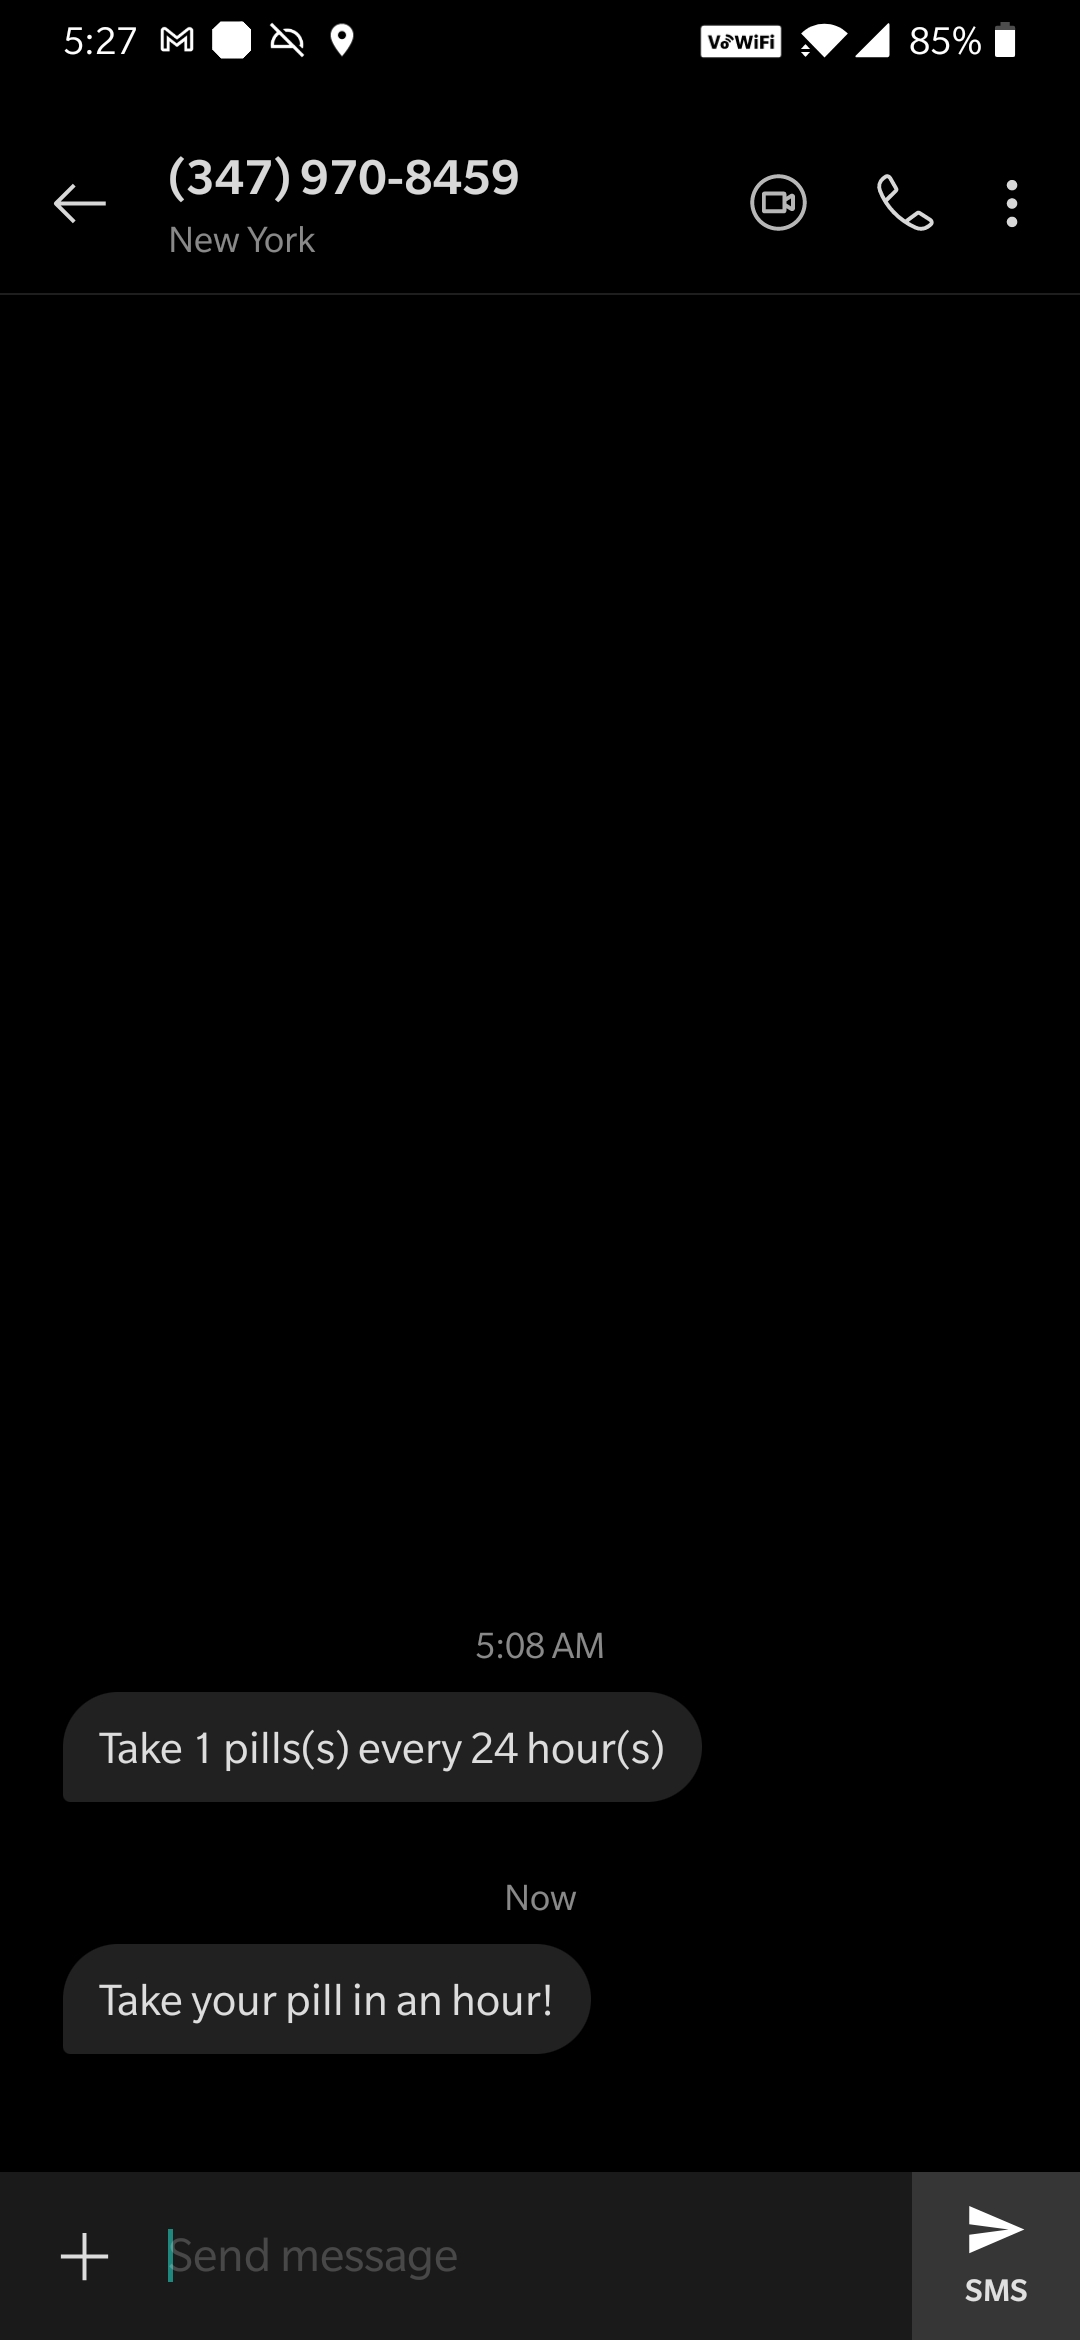 5:27 VoWiFi 85%
(347) 970-8459
New York
5:08 AM
Take 1 pills(s) every 24 hour(s)
Now
Take your pill in an hour!
Send message
SMS